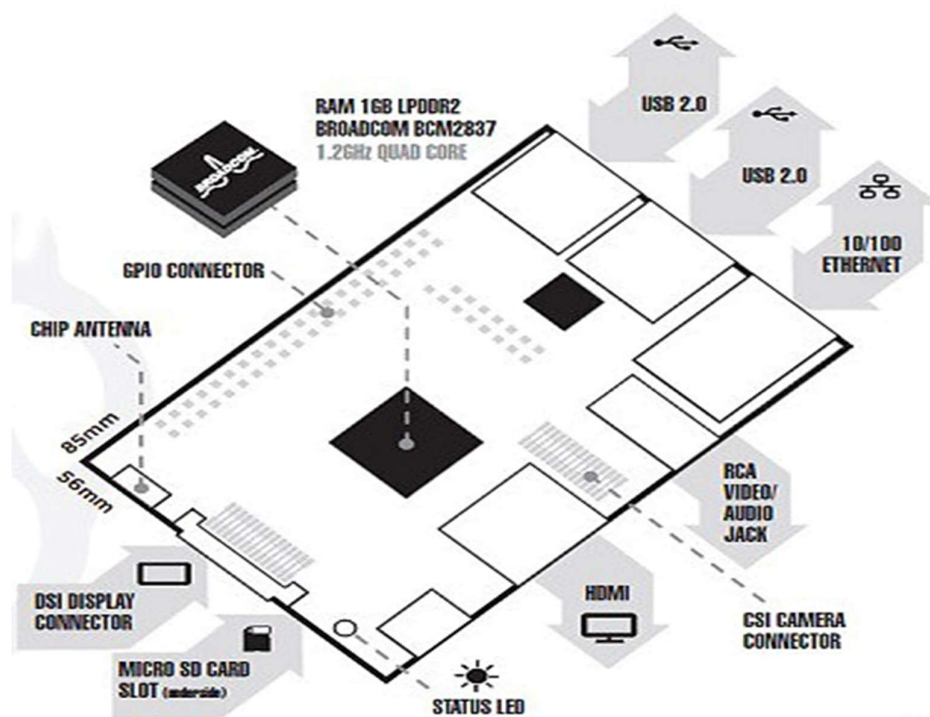 RAM 1GB LPDDR2
BROADCOM BCM2837
1.2GHz QUAD CORE
BROADCOM
USB 2.0
USB 2.0
10/100
ETHERNET
GPIO CONNECTOR
CHIP ANTENNA
85mm
56mm
RCA
VIDEO/
AUDIO
JACK
DSI DISPLAY
CONNECTOR
HDMI
CSI CAMERA
CONNECTOR
MICRO SD CARD
SLOT (underside)
STATUS LED